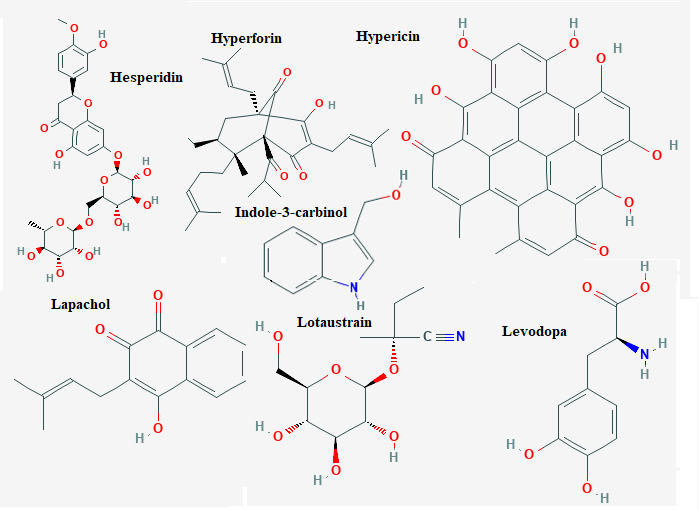 Hyperforin
Hypericin
Hesperidin
Indole-3-carbinol
Lapachol
Lotaustrain
Levodopa